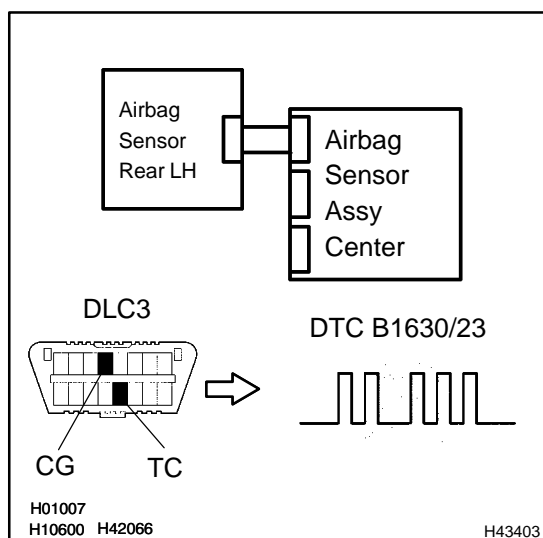 Airbag
Sensor
Rear LH
Airbag
Sensor
Assy
Center
DLC3
DTC B1630/23
CG
TC
H01007
H10600 H42066
H43403